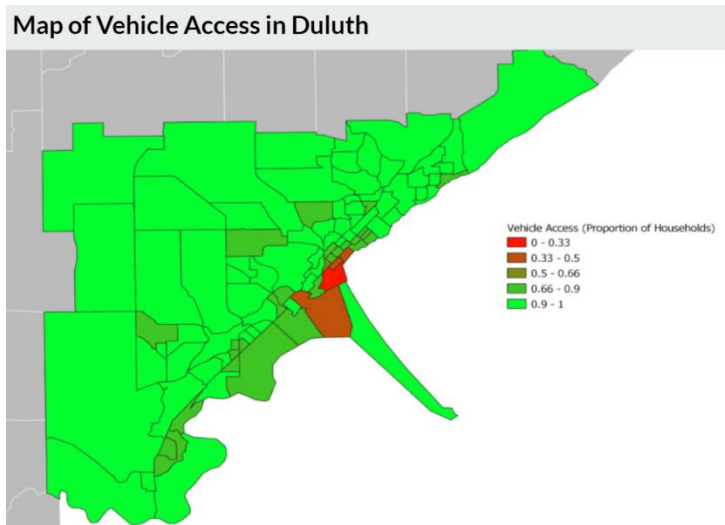 Map of Vehicle Access in Duluth
Vehicle Access (Proportion of Households)
0 - 0.33
0.33 - 0.5
0.5 - 0.66
0.66 - 0.9
0.9 - 1